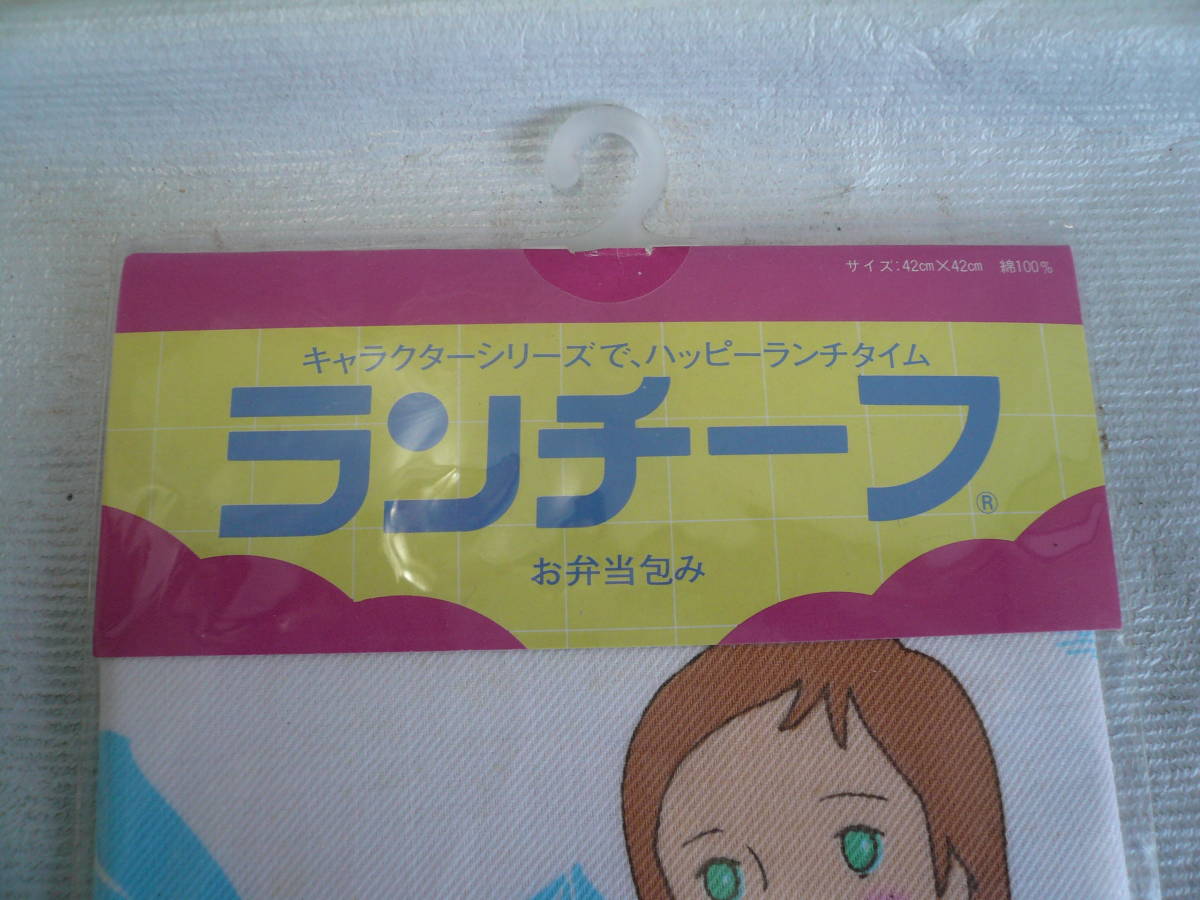 サイズ:42cm×42cm 綿100%
キャラクターシリーズで、ハッピーランチタイム
ランチーフ®
お弁当包み